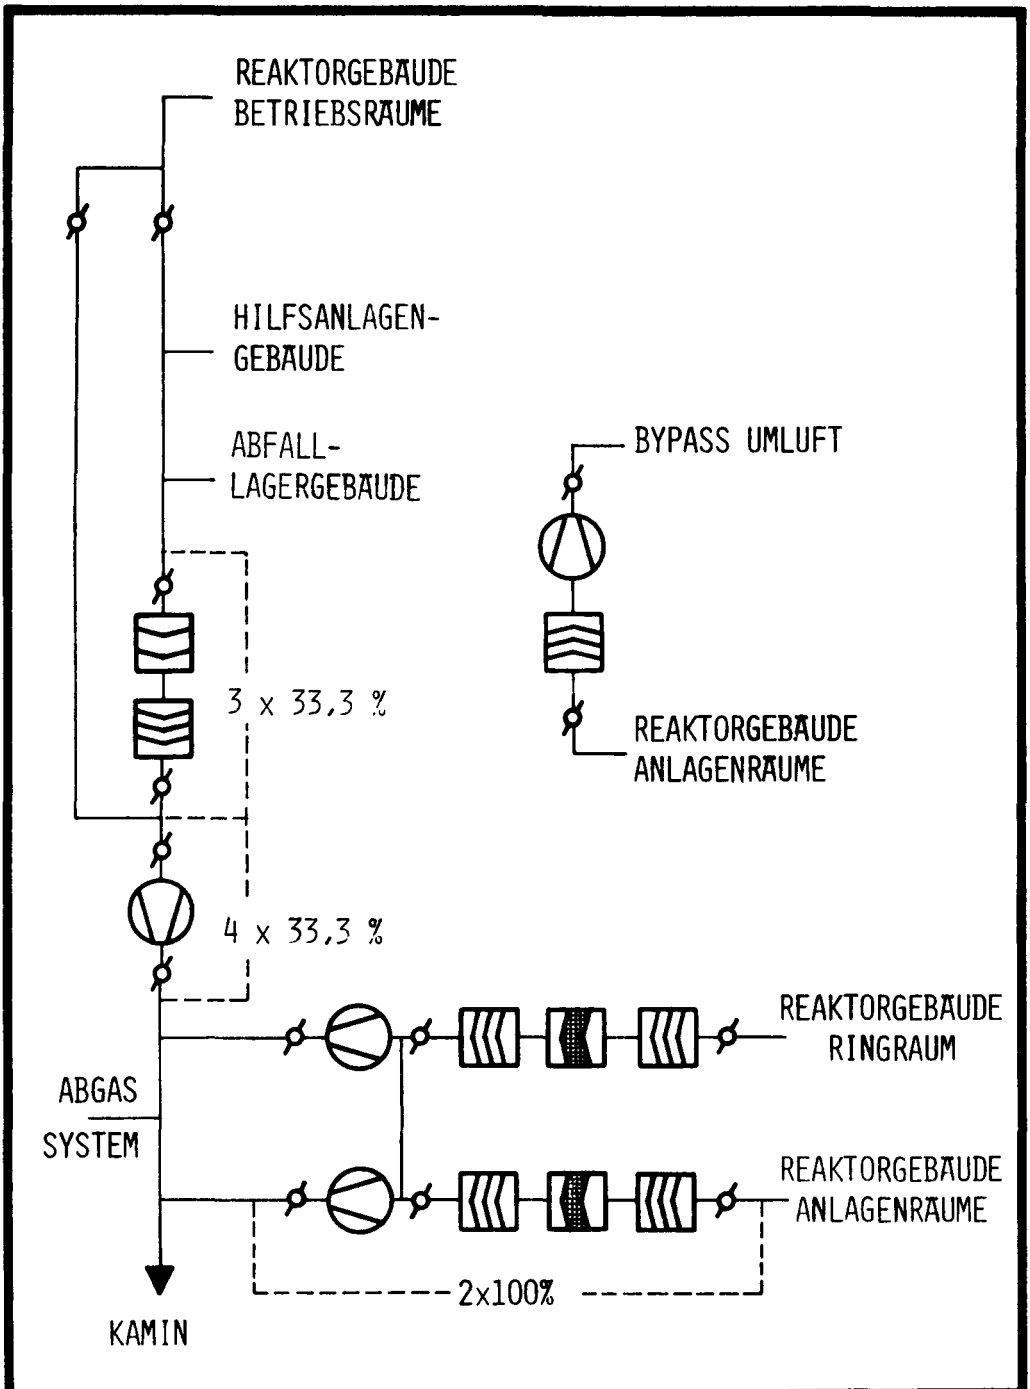 REAKTORGEBÄUDE
BETRIEBSRÄUME
HILFSANLAGEN-
GEBÄUDE
ABFALL-
LAGERGEBÄUDE
BYPASS UMLUFT
3 x 33,3 %
REAKTORGEBÄUDE
ANLAGENRÄUME
4 x 33,3 %
REAKTORGEBÄUDE
RINGRAUM
ABGAS
SYSTEM
REAKTORGEBÄUDE
ANLAGENRÄUME
2x100%
KAMIN